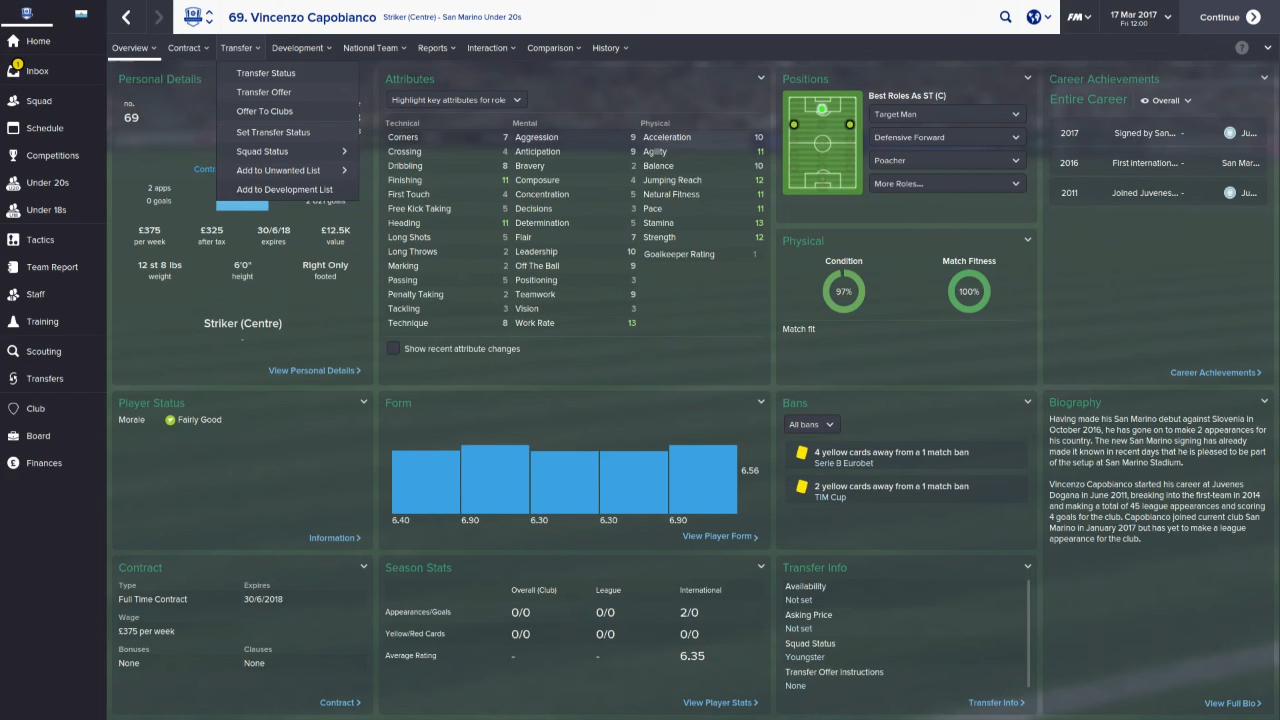 69. Vincenzo Capobianco Striker (Centre) - San Marino Under 20s
FM
17 Mar 2017
Fri 12:00
Continue
Home
1
Inbox
Squad
Schedule
Competitions
Under 20s
Under 18s
Tactics
Team Report
Staff
Training
Scouting
Transfers
Club
Board
Finances
Overview Contract Transfer Development National Team Reports Interaction Comparison History
?
Transfer Status
Transfer Offer
Offer To Clubs
Set Transfer Status
Squad Status
Add to Unwanted List
Add to Development List
Personal Details
no.
69
2 apps
0 goals
£375 £325 30/6/18 £12.5K
per week after tax expires value
12 st 8 lbs 6'0" Right Only
weight height footed
Striker (Centre)
-
View Personal Details >
Attributes
Highlight key attributes for role
Technical Mental Physical
Corners 7 Aggression 9 Acceleration 10
Crossing 4 Anticipation 9 Agility 11
Dribbling 8 Bravery 2 Balance 10
Finishing 11 Composure 4 Jumping Reach 12
First Touch 4 Concentration 5 Natural Fitness 11
Free Kick Taking 5 Decisions 3 Pace 11
Heading 11 Determination 5 Stamina 13
Long Shots 5 Flair 7 Strength 12
Long Throws 2 Leadership 10 Goalkeeper Rating 1
Marking 2 Off The Ball 9
Passing 5 Positioning 3
Penalty Taking 2 Teamwork 9
Tackling 3 Vision 3
Technique 8 Work Rate 13
Show recent attribute changes
Positions
Best Roles As ST (C)
Target Man
Defensive Forward
Poacher
More Roles...
Physical
Condition Match Fitness
97% 100%
Match fit
Career Achievements
Entire Career Overall
2017 Signed by San... - Ju...
2016 First internation... - San Mar...
2011 Joined Juvenes... - Ju...
Career Achievements >
Player Status
Morale Fairly Good
Information >
Form
6.56
6.40 6.90 6.30 6.30 6.90
View Player Form >
Bans
All bans
4 yellow cards away from a 1 match ban
Serie B Eurobet
2 yellow cards away from a 1 match ban
TIM Cup
Biography
Having made his San Marino debut against Slovenia in
October 2016, he has gone on to make 2 appearances for
his country. The new San Marino signing has already
made it known in recent days that he is pleased to be part
of the setup at San Marino Stadium.
Vincenzo Capobianco started his career at Juvenes
Dogana in June 2011, breaking into the first-team in 2014
and making a total of 45 league appearances and scoring
4 goals for the club. Capobianco joined current club San
Marino in January 2017 but has yet to make a league
appearance for the club.
View Full Bio >
Contract
Type Expires
Full Time Contract 30/6/2018
Wage
£375 per week
Bonuses Clauses
None None
Contract >
Season Stats
Overall (Club) League International
Appearances/Goals 0/0 0/0 2/0
Yellow/Red Cards 0/0 0/0 0/0
Average Rating - - 6.35
View Player Stats >
Transfer Info
Availability
Not set
Asking Price
Not set
Squad Status
Youngster
Transfer Offer Instructions
None
Transfer Info >